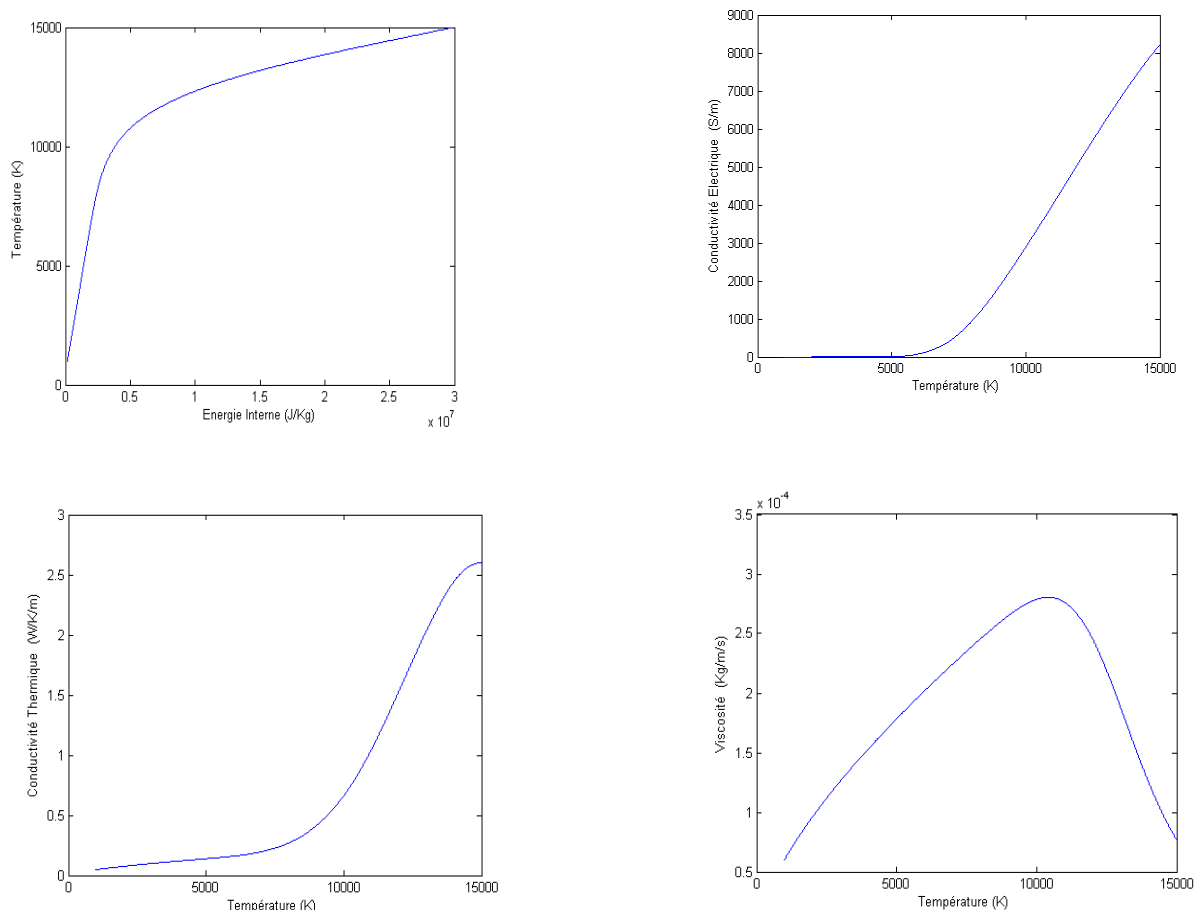 15000
10000
5000
0
Température (K)
0 0.5 1 1.5 2 2.5 3
Energie Interne (J/Kg)
x 10^7
9000
8000
7000
6000
5000
4000
3000
2000
1000
0
Conductivité Electrique (S/m)
0 5000 10000 15000
Température (K)
3
2.5
2
1.5
1
0.5
0
Conductivité Thermique (W/K/m)
0 5000 10000 15000
Température (K)
x 10^-4
3.5
3
2.5
2
1.5
1
0.5
Viscosité (Kg/m/s)
0 5000 10000 15000
Température (K)